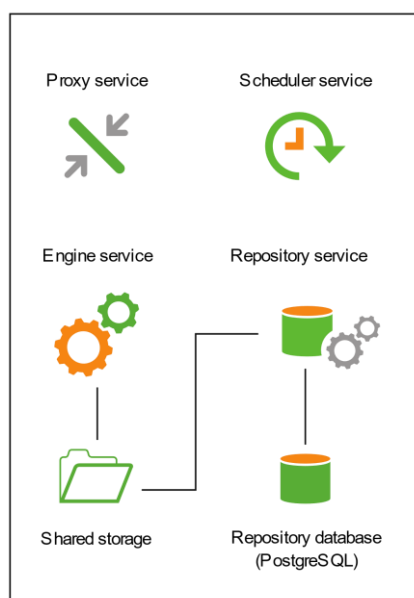 Proxy service
Scheduler service
Engine service
Repository service
Shared storage
Repository database
(PostgreSQL)